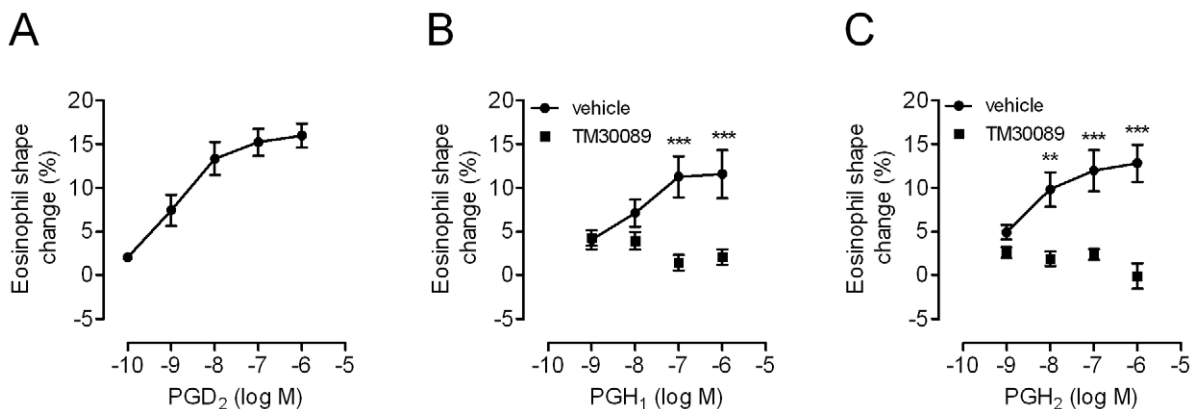 A
Eosinophil shape
change (%)
20
15
10
5
0
-5
-10 -9 -8 -7 -6 -5
PGD₂ (log M)
B
Eosinophil shape
change (%)
20
15
10
5
0
-5
vehicle
TM30089
*** ***
-10 -9 -8 -7 -6 -5
PGH₁ (log M)
C
Eosinophil shape
change (%)
20
15
10
5
0
-5
vehicle
TM30089
** *** ***
-10 -9 -8 -7 -6 -5
PGH₂ (log M)